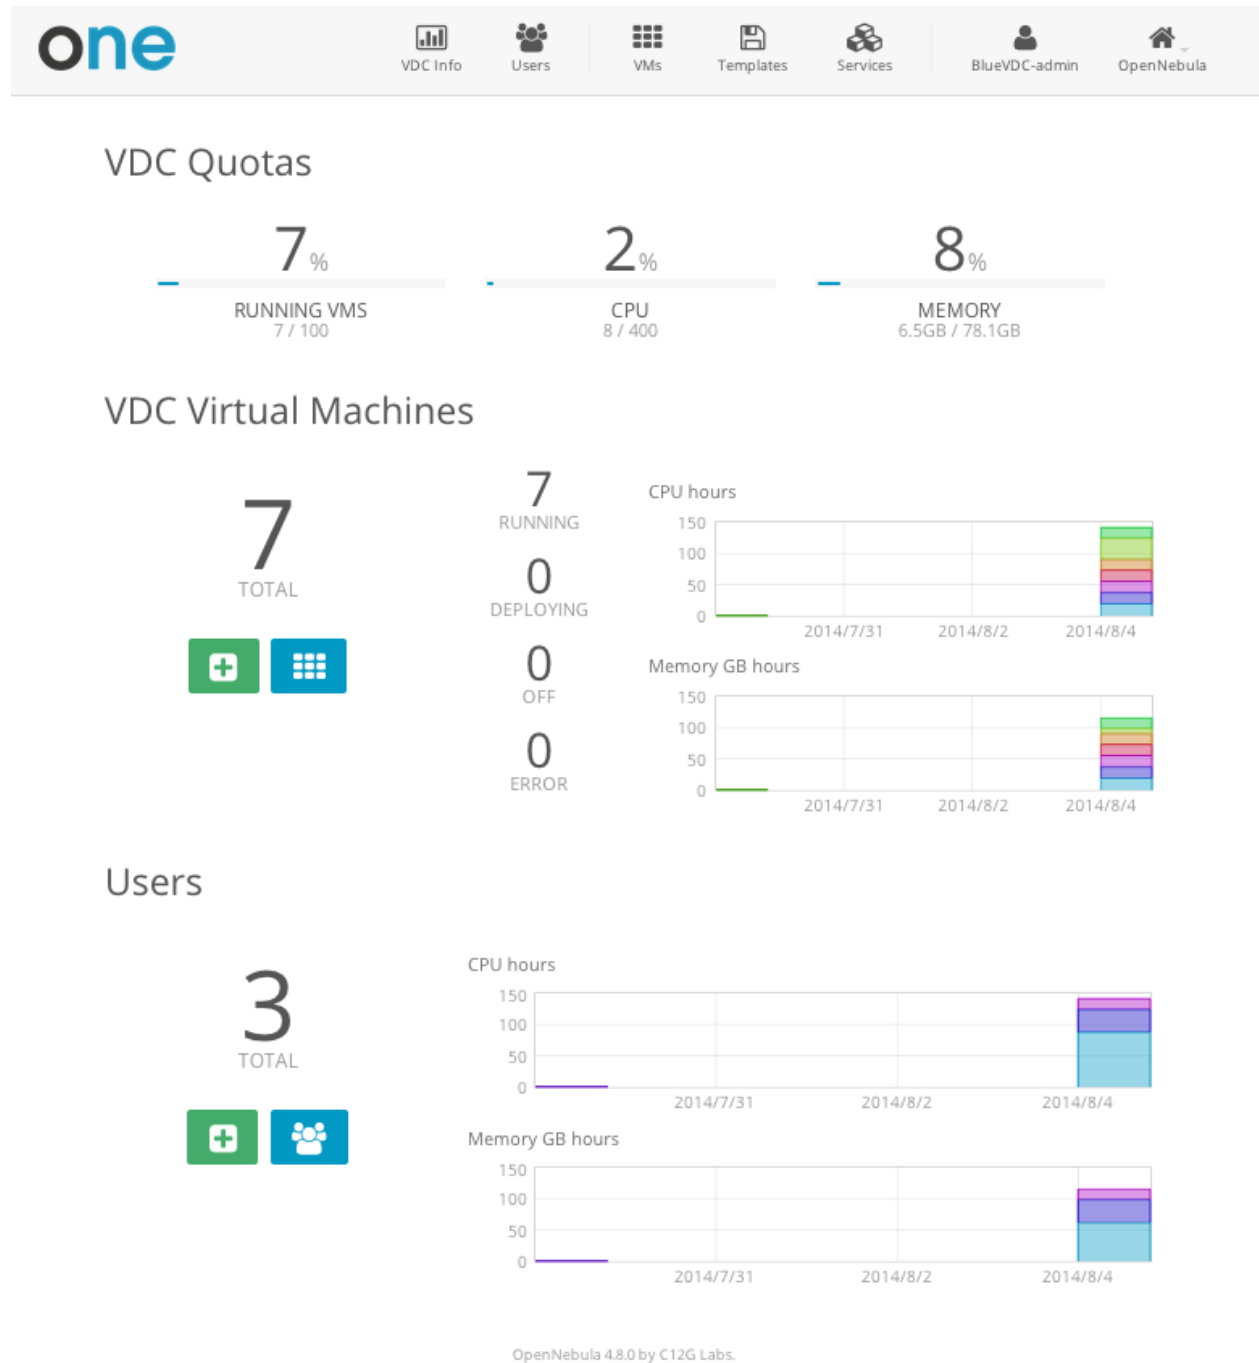 one
VDC Info
Users
VMs
Templates
Services
BlueVDC-admin
OpenNebula
VDC Quotas
7%
RUNNING VMS
7 / 100
2%
CPU
8 / 400
8%
MEMORY
6.5GB / 78.1GB
VDC Virtual Machines
7
TOTAL
7
RUNNING
0
DEPLOYING
0
OFF
0
ERROR
CPU hours
150
100
50
0
2014/7/31 2014/8/2 2014/8/4
Memory GB hours
150
100
50
0
2014/7/31 2014/8/2 2014/8/4
Users
3
TOTAL
CPU hours
150
100
50
0
2014/7/31 2014/8/2 2014/8/4
Memory GB hours
150
100
50
0
2014/7/31 2014/8/2 2014/8/4
OpenNebula 4.8.0 by C12G Labs.